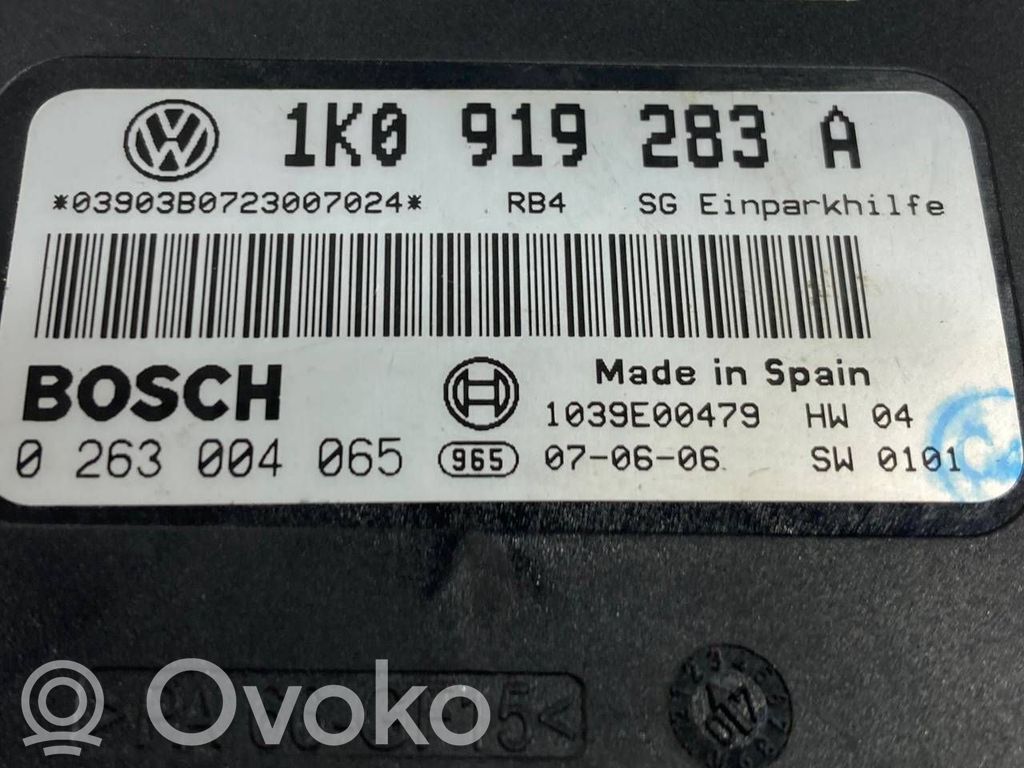 1K0 919 283 A
*03903B0723007024* RB4 SG Einparkhilfe
BOSCH
Made in Spain
1039E00479 HW 04
0 263 004 065 965 07-06-06 SW 0101
OVOKO